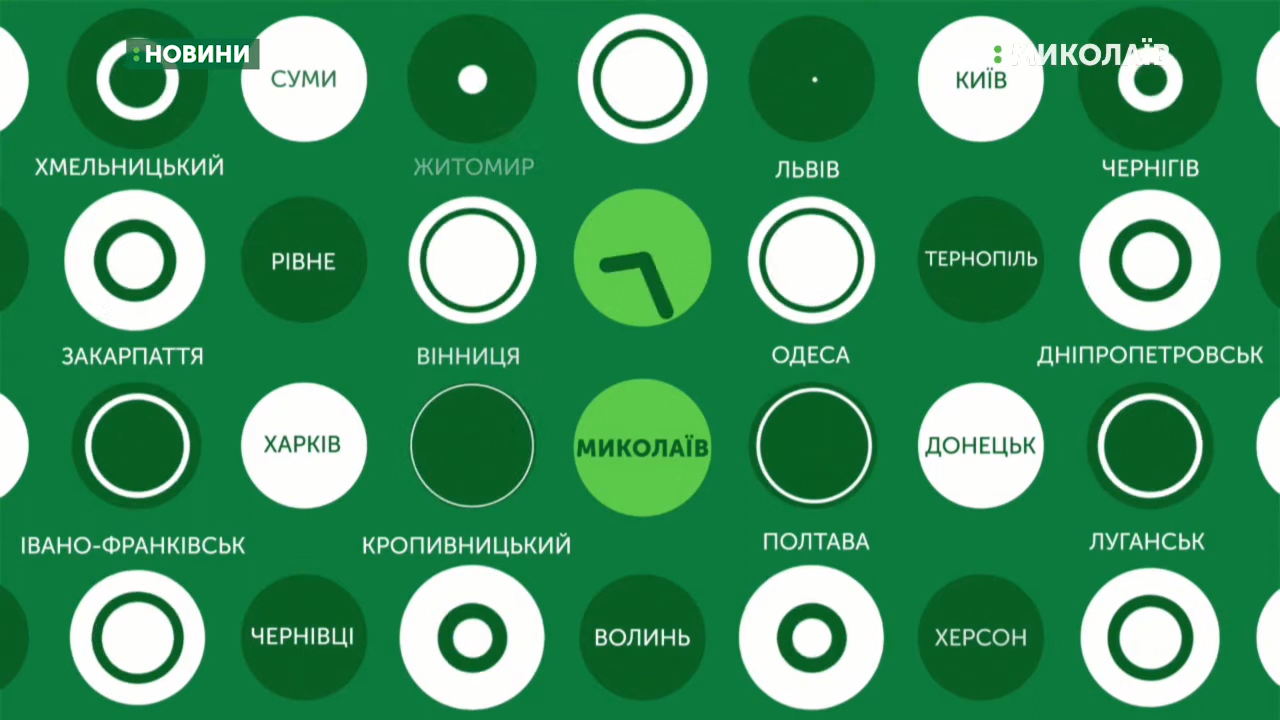 НОВИНИ
МИКОЛАЇВ
СУМИ
КИЇВ
ХМЕЛЬНИЦЬКИЙ
ЖИТОМИР
ЛЬВІВ
ЧЕРНІГІВ
РІВНЕ
ТЕРНОПІЛЬ
ЗАКАРПАТТЯ
ВІННИЦЯ
ОДЕСА
ДНІПРОПЕТРОВСЬК
ХАРКІВ
МИКОЛАЇВ
ДОНЕЦЬК
ІВАНО-ФРАНКІВСЬК
КРОПИВНИЦЬКИЙ
ПОЛТАВА
ЛУГАНСЬК
ЧЕРНІВЦІ
ВОЛИНЬ
ХЕРСОН